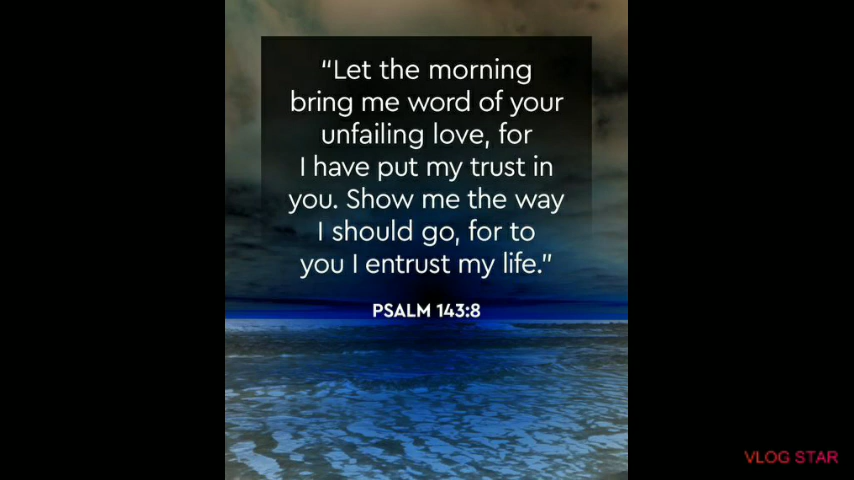 “Let the morning
bring me word of your
unfailing love, for
I have put my trust in
you. Show me the way
I should go, for to
you I entrust my life.”
PSALM 143:8
VLOG STAR